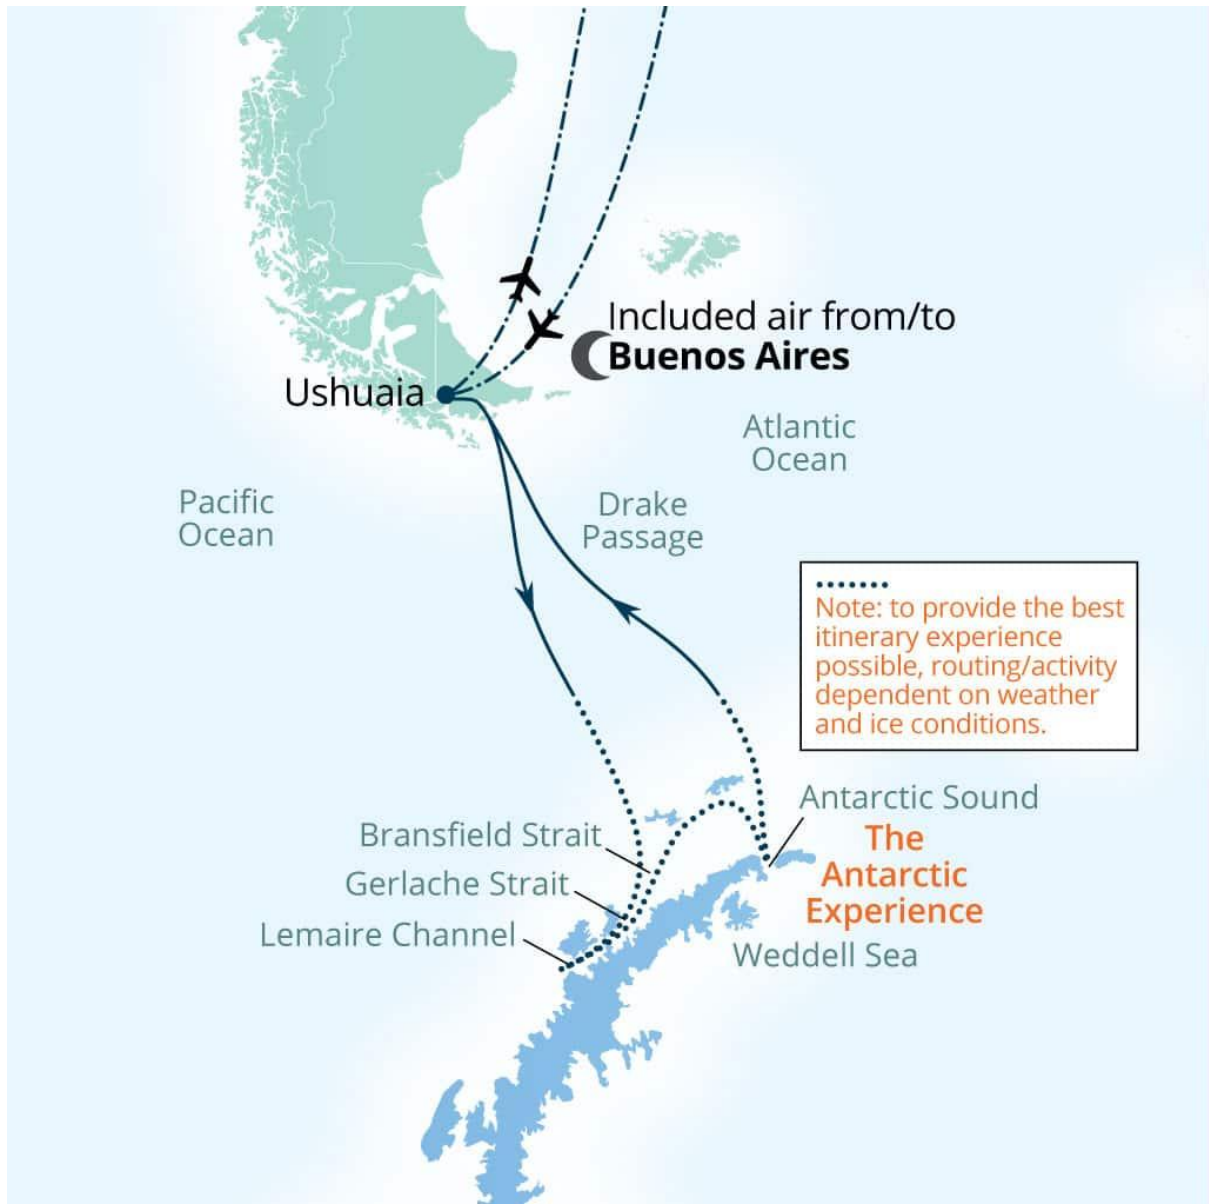 Included air from/to
Buenos Aires
Ushuaia
Atlantic
Ocean
Pacific
Ocean
Drake
Passage
Note: to provide the best
itinerary experience
possible, routing/activity
dependent on weather
and ice conditions.
Antarctic Sound
The
Antarctic
Experience
Bransfield Strait
Gerlache Strait
Lemaire Channel
Weddell Sea